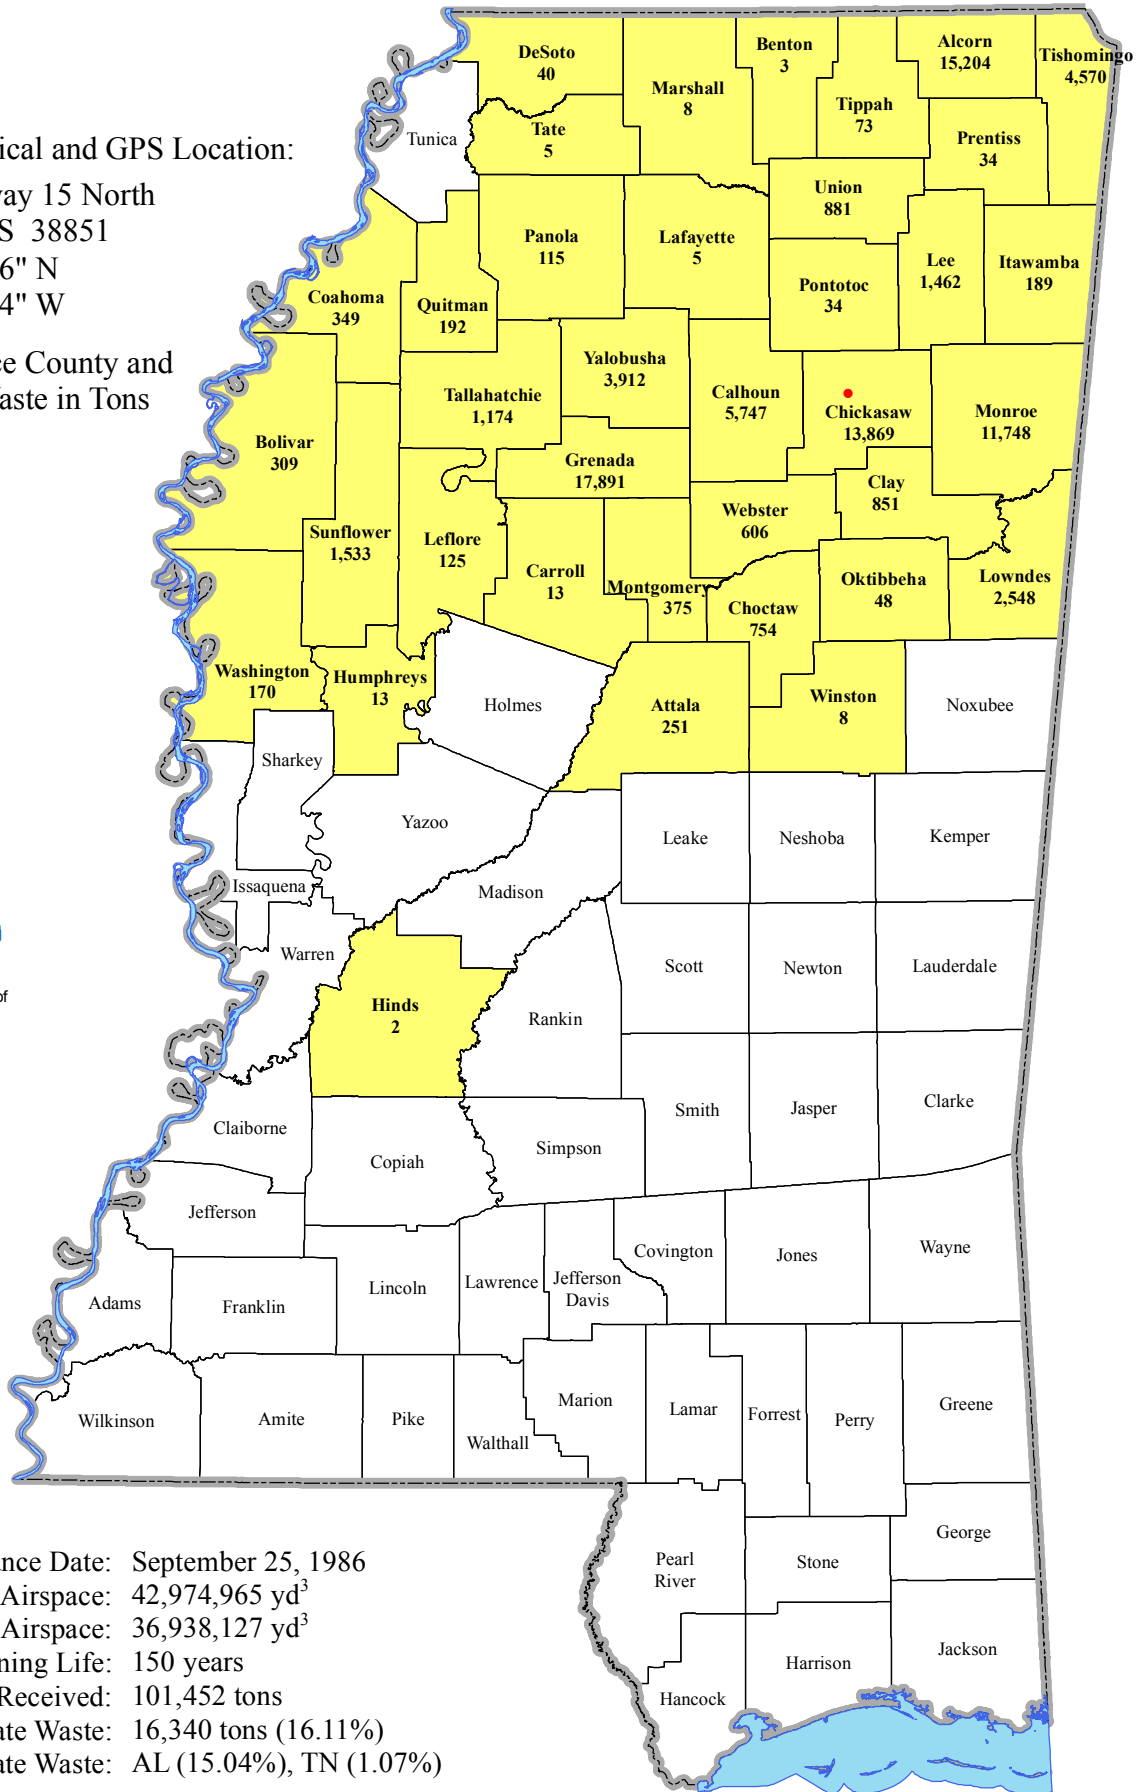 ical and GPS Location:
way 15 North
S 38851
6" N
4" W
ce County and
Waste in Tons
DeSoto
40
Marshall
8
Benton
3
Alcorn
15,204
Tishomingo
4,570
Tippah
73
Tunica
Tate
5
Prentiss
34
Union
881
Panola
115
Lafayette
5
Pontotoc
34
Lee
1,462
Itawamba
189
Coahoma
349
Quitman
192
Yalobusha
3,912
Tallahatchie
1,174
Calhoun
5,747
Chickasaw
13,869
Monroe
11,748
Bolivar
309
Grenada
17,891
Clay
851
Webster
606
Sunflower
1,533
Leflore
125
Carroll
13
Montgomery
375
Choctaw
754
Oktibbeha
48
Lowndes
2,548
Washington
170
Humphreys
13
Holmes
Attala
251
Winston
8
Noxubee
Sharkey
Yazoo
Leake
Neshoba
Kemper
Issaquena
Madison
Warren
Scott
Newton
Lauderdale
of
Hinds
2
Rankin
Smith
Jasper
Clarke
Claiborne
Copiah
Simpson
Jefferson
Covington
Jones
Wayne
Adams
Franklin
Lincoln
Lawrence
Jefferson
Davis
Wilkinson
Amite
Pike
Walthall
Marion
Lamar
Forrest
Perry
Greene
Pearl
River
Stone
George
Hancock
Harrison
Jackson
nce Date: September 25, 1986
Airspace: 42,974,965 yd³
Airspace: 36,938,127 yd³
ning Life: 150 years
Received: 101,452 tons
ate Waste: 16,340 tons (16.11%)
ate Waste: AL (15.04%), TN (1.07%)